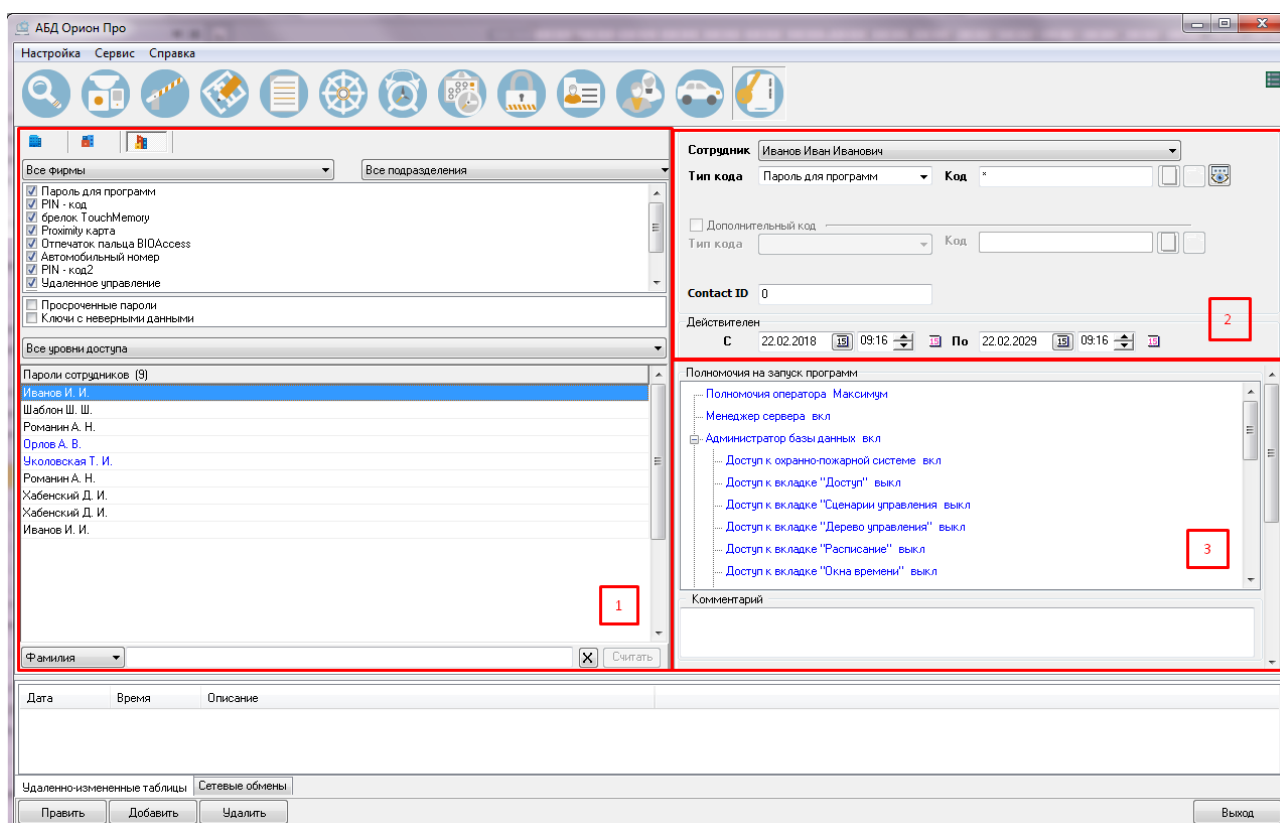 АБД Орион Про
Настройка Сервис Справка
Все фирмы Все подразделения
Пароль для программ
PIN - код
брелок TouchMemory
Proximity карта
Отпечаток пальца BIOAccess
Автомобильный номер
PIN - код2
Удаленное управление
Просроченные пароли
Ключи с неверными данными
Все уровни доступа
Пароли сотрудников (9)
Иванов И. И.
Шаблон Ш. Ш.
Романин А. Н.
Орлов А. В.
Уколовская Т. И.
Романин А. Н.
Хабенский Д. И.
Хабенский Д. И.
Иванов И. И.
1
Фамилия X Считать
Сотрудник Иванов Иван Иванович
Тип кода Пароль для программ Код *
Дополнительный код
Тип кода Код
Contact ID 0
Действителен
С 22.02.2018 15 09:16 15 По 22.02.2029 15 09:16 15
2
Полномочия на запуск программ
Полномочия оператора Максимум
Менеджер сервера вкл
Администратор базы данных вкл
Доступ к охранно-пожарной системе вкл
Доступ к вкладке "Доступ" выкл
Доступ к вкладке "Сценарии управления выкл
Доступ к вкладке "Дерево управления" выкл
Доступ к вкладке "Расписание" выкл
Доступ к вкладке "Окна времени" выкл
3
Комментарий
Дата Время Описание
Удаленно-измененные таблицы Сетевые обмены
Править Добавить Удалить Выход